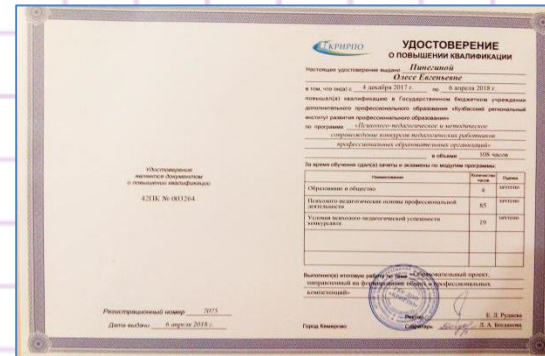 Удостоверение
является документом
о повышении квалификации
42ПК № 003264
Регистрационный номер 7075
Дата выдачи 6 апреля 2018 г.
КРИРПО
УДОСТОВЕРЕНИЕ
О ПОВЫШЕНИИ КВАЛИФИКАЦИИ
Настоящее удостоверение выдано Пинегиной
Олесе Евгеньевне
в том, что он(а) с 4 декабря 2017 г. по 6 апреля 2018 г.
повышал(а) квалификацию в Государственном бюджетном учреждении
дополнительного профессионального образования «Кузбасский региональный
институт развития профессионального образования»
по программе «Психолого-педагогическое и методическое
сопровождение конкурсов педагогических работников
профессиональных образовательных организаций»
в объеме 108 часов
За время обучения сдал(а) зачеты и экзамены по модулям программы:
Наименование Количество часов Оценка
Образование и общество 4 зачтено
Психолого-педагогические основы профессиональной деятельности 85 зачтено
Условия психолого-педагогической успешности конкурсанта 19 зачтено
Выполнил(а) итоговую работу по теме «Образовательный проект,
направленный на формирование общих и профессиональных
компетенций»
Ректор Е. Л. Руднева
Город Кемерово Секретарь Л. А. Богданова